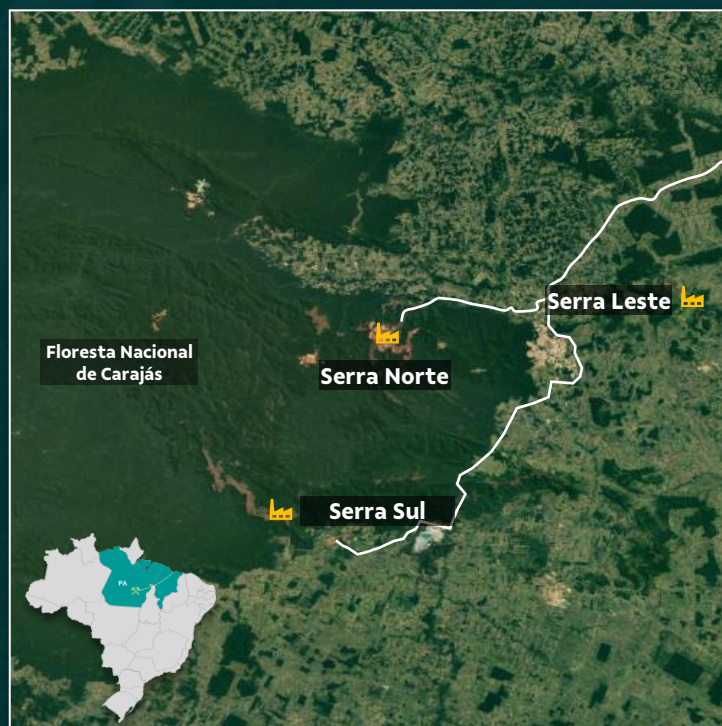 Serra Leste
Floresta Nacional
de Carajás
Serra Norte
Serra Sul
PA